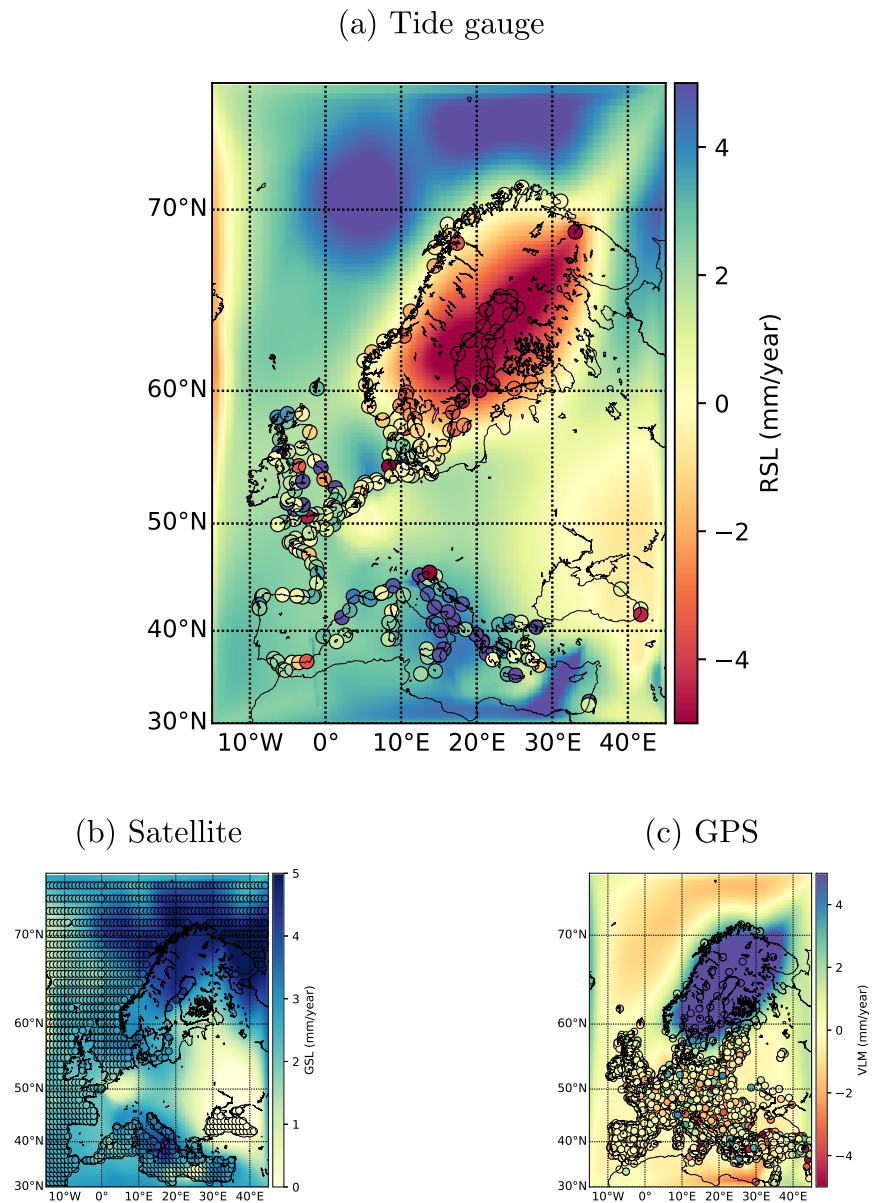 (a) Tide gauge
70°N
60°N
50°N
40°N
30°N
10°W 0° 10°E 20°E 30°E 40°E
4
2
0
−2
−4
RSL (mm/year)
(b) Satellite
70°N
60°N
50°N
40°N
30°N
10°W 0° 10°E 20°E 30°E 40°E
5
4
3
2
1
0
GSL (mm/year)
(c) GPS
70°N
60°N
50°N
40°N
30°N
10°W 0° 10°E 20°E 30°E 40°E
4
2
0
−2
−4
VLM (mm/year)